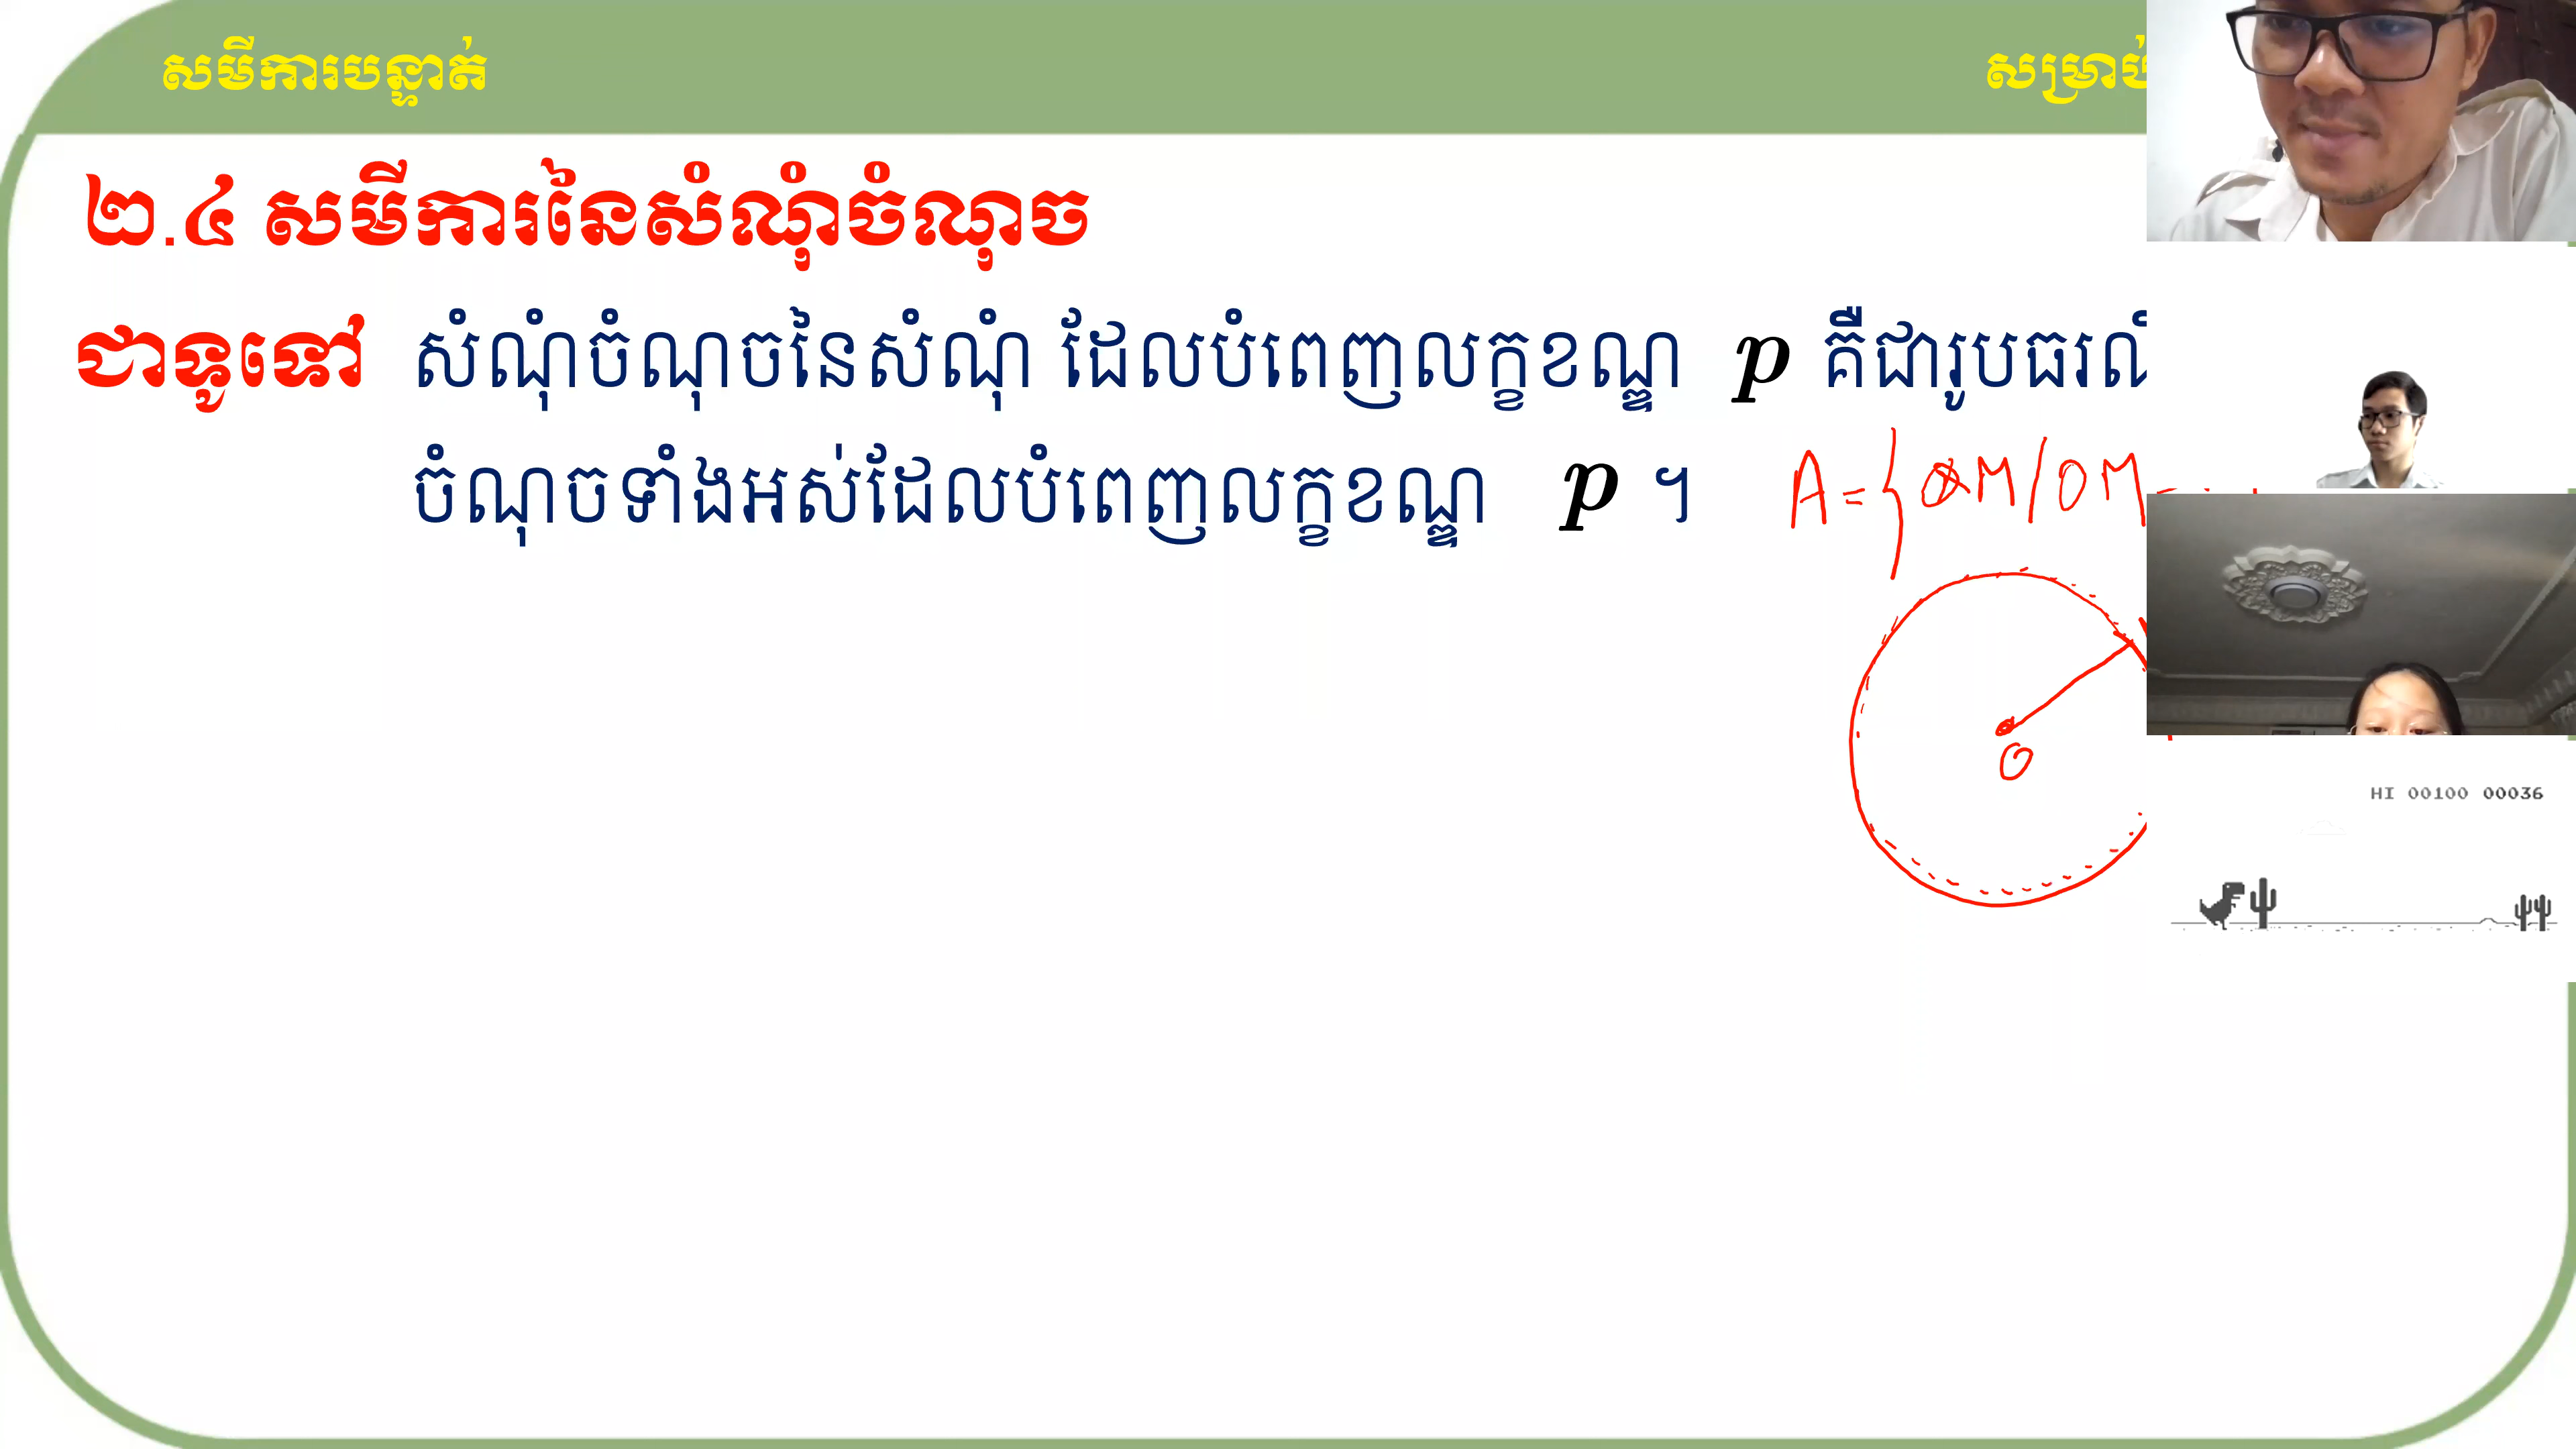 សមីការបន្ទាត់
២.៤ សមីការនៃសំណុំចំណុច
ជាទូទៅ សំណុំចំណុចនៃសំណុំ ដែលបំពេញលក្ខខណ្ឌ p គឺជារូបធរណី
ចំណុចទាំងអស់ដែលបំពេញលក្ខខណ្ឌ p ។
A = { M / OM =
O
HI 00100 00036